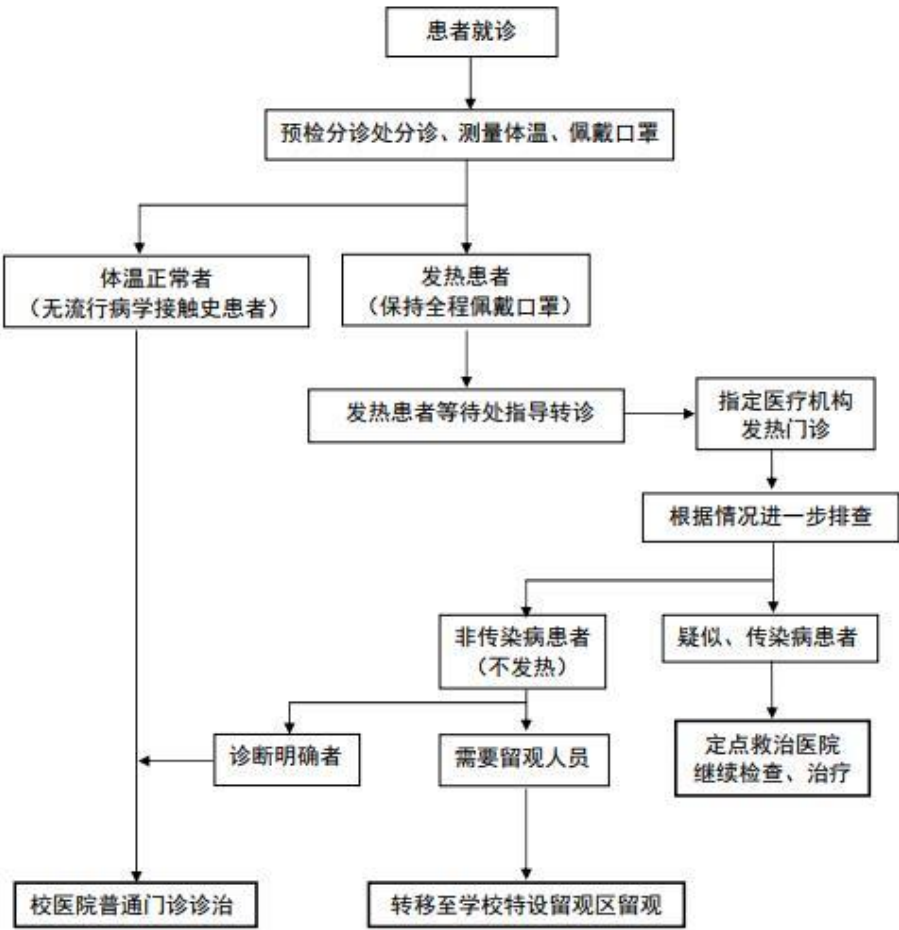 患者就诊
预检分诊处分诊、测量体温、佩戴口罩
体温正常者
（无流行病学接触史患者）
发热患者
（保持全程佩戴口罩）
发热患者等待处指导转诊
指定医疗机构
发热门诊
根据情况进一步排查
非传染病患者
（不发热）
疑似、传染病患者
诊断明确者
需要留观人员
定点救治医院
继续检查、治疗
校医院普通门诊诊治
转移至学校特设留观区留观